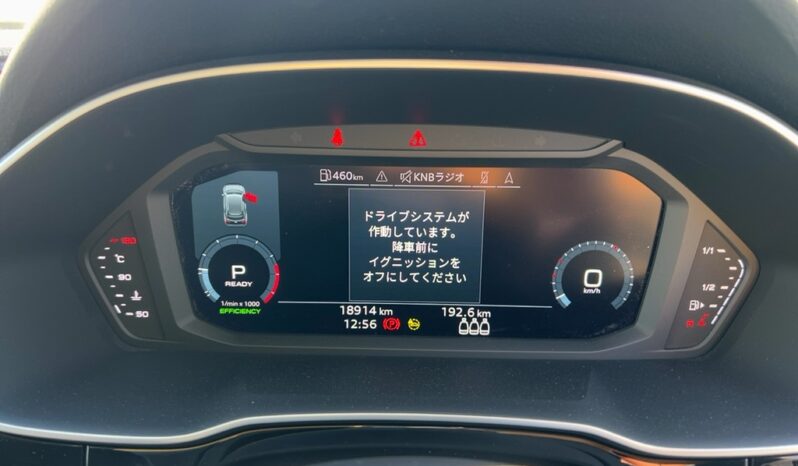 460km
KNBラジオ
ドライブシステムが
作動しています。
降車前に
イグニッションを
オフにしてください
130
°C
90
50
P
READY
1/min x 1000
EFFICIENCY
0
km/h
1/1
1/2
18914 km
192.6 km
12:56
P